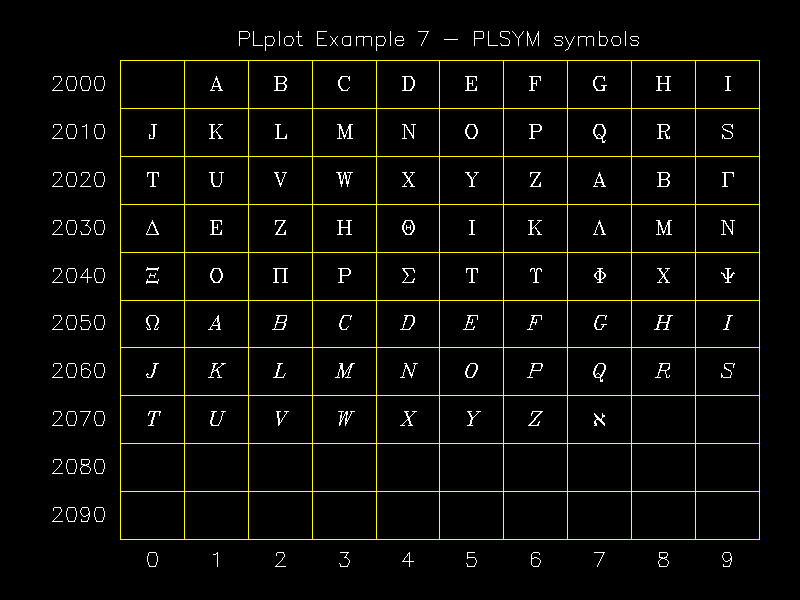 PLplot Example 7 – PLSYM symbols
2000 A B C D E F G H I
2010 J K L M N O P Q R S
2020 T U V W X Y Z Α Β Γ
2030 Δ Ε Ζ Η Θ Ι Κ Λ Μ Ν
2040 Ξ Ο Π Ρ Σ Τ ϒ Φ Χ Ψ
2050 Ω A B C D E F G H I
2060 J K L M N O P Q R S
2070 T U V W X Y Z א
2080
2090
0 1 2 3 4 5 6 7 8 9